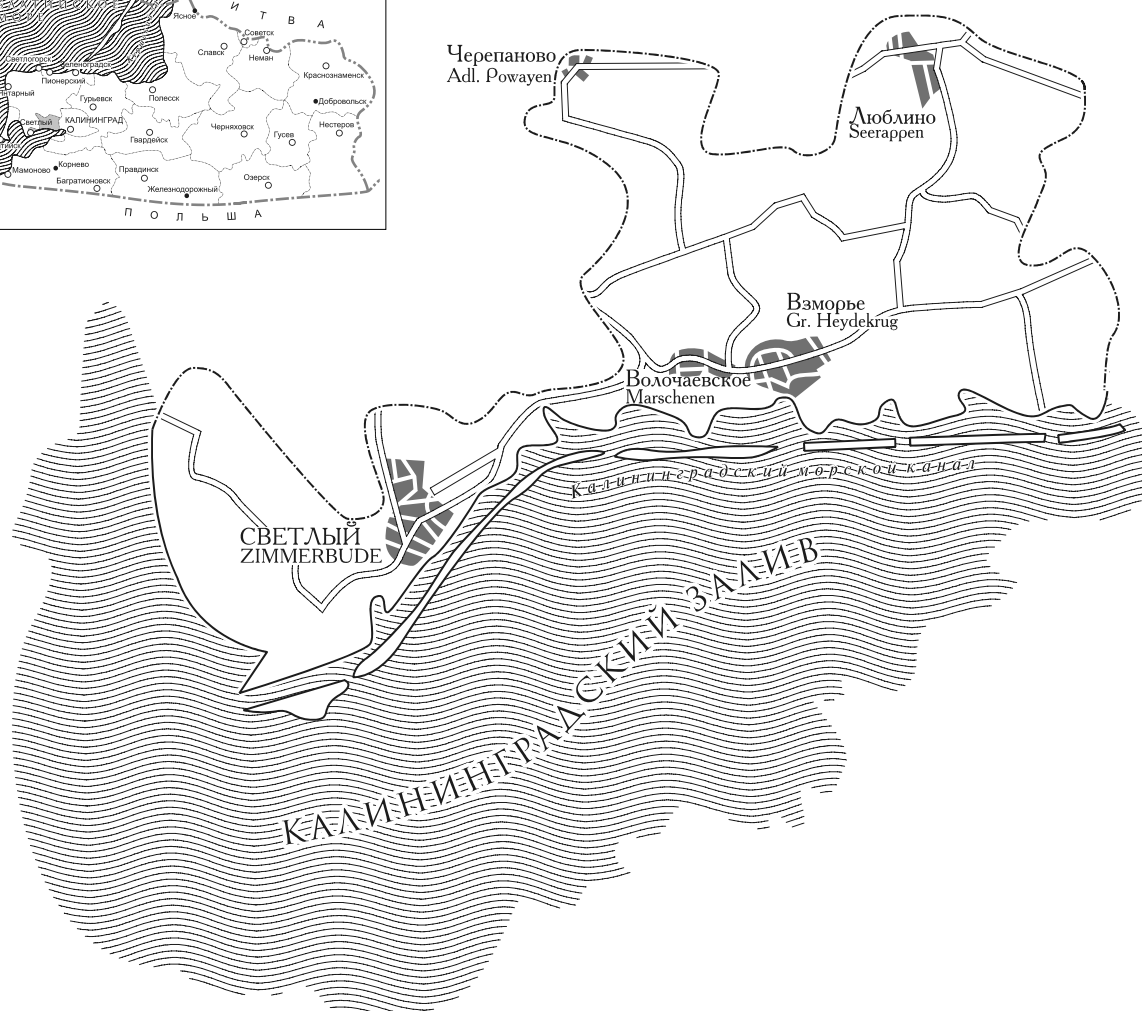 ИТВА
Ясное
Советск
Славск
Неман
Светлогорск
Зеленоградск
Пионерский
Краснознаменск
Янтарный
Гурьевск
Полесск
Добровольск
Светлый
КАЛИНИНГРАД
Черняховск
Нестеров
Гвардейск
Гусев
Мамоново
Корнево
Правдинск
Багратионовск
Озерск
Железнодорожный
ПОЛЬША
Черепаново
Adl. Powayen
Люблино
Seerappen
Взморье
Gr. Heydekrug
Волочаевское
Marschenen
Калининградский морской канал
СВЕТЛЫЙ
ZIMMERBUDE
КАЛИНИНГРАДСКИЙ ЗАЛИВ